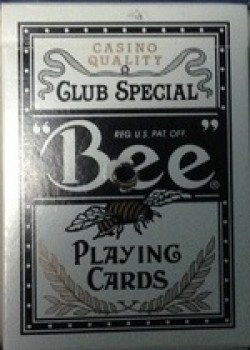 CASINO
QUALITY
CLUB SPECIAL
REG. U.S. PAT. OFF.
"Bee"®
PLAYING
CARDS